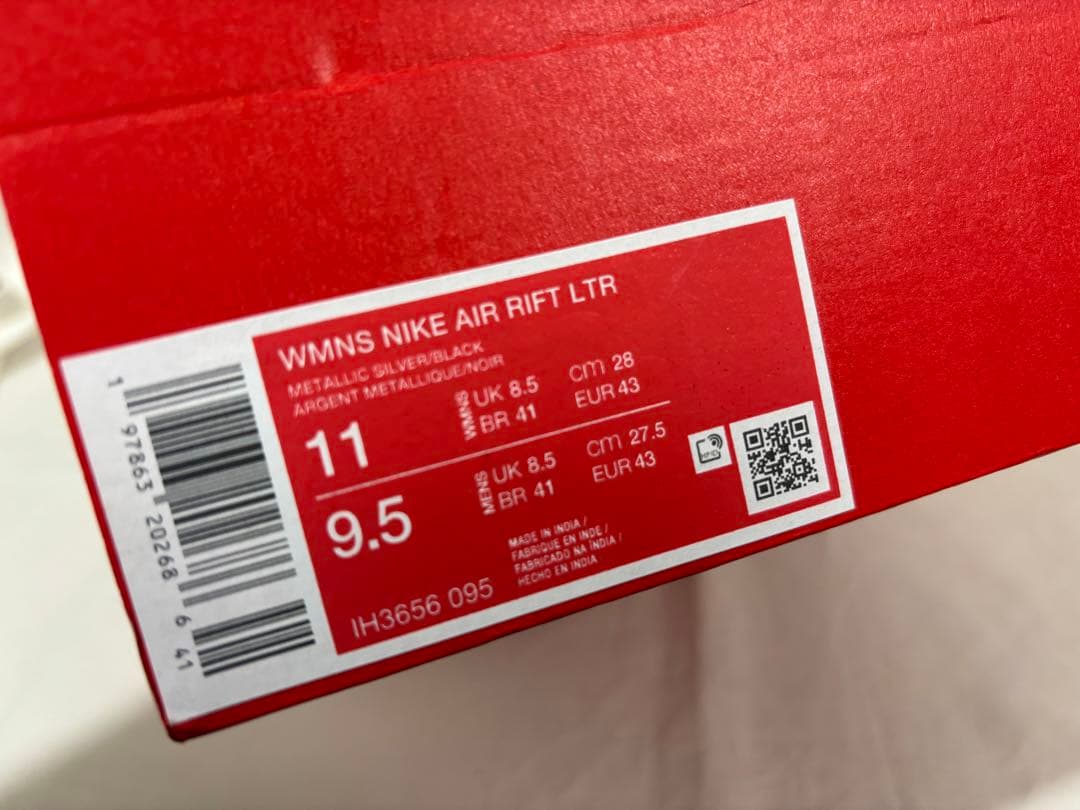 WMNS NIKE AIR RIFT LTR
METALLIC SILVER/BLACK
ARGENT METALLIQUE/NOIR
11
WMNS
UK 8.5 cm 28
BR 41 EUR 43
9.5
MENS
UK 8.5 cm 27.5
BR 41 EUR 43
RFID
MADE IN INDIA /
FABRIQUE EN INDE /
FABRICADO NA ÍNDIA /
HECHO EN INDIA
IH3656 095
1 97863 20268 6 41